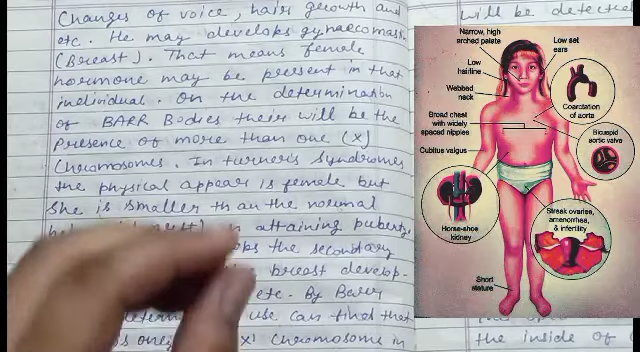 Changes of voice, hair growth and
etc. He may develops gynaecomasti
(Breast). That means female
hormone may be present in that
individual. On the determination
of BARR Bodies their will be the
Presence of more than one (X)
Chromosomes. In turners Syndromes
the physical appear is female but
She is smaller than the normal
in attaining puberty.
the secondary
breast develop-
etc. By Barr
use can find that
X' Chromosome in
will be detected
the inside of
Narrow, high
arched palate
Low set
ears
Low
hairline
Webbed
neck
Coarctation
of aorta
Broad chest
with widely
spaced nipples
Bicuspid
aortic valve
Cubitus valgus
Horse-shoe
kidney
Streak ovaries,
amenorrhea,
& infertility
Short
stature